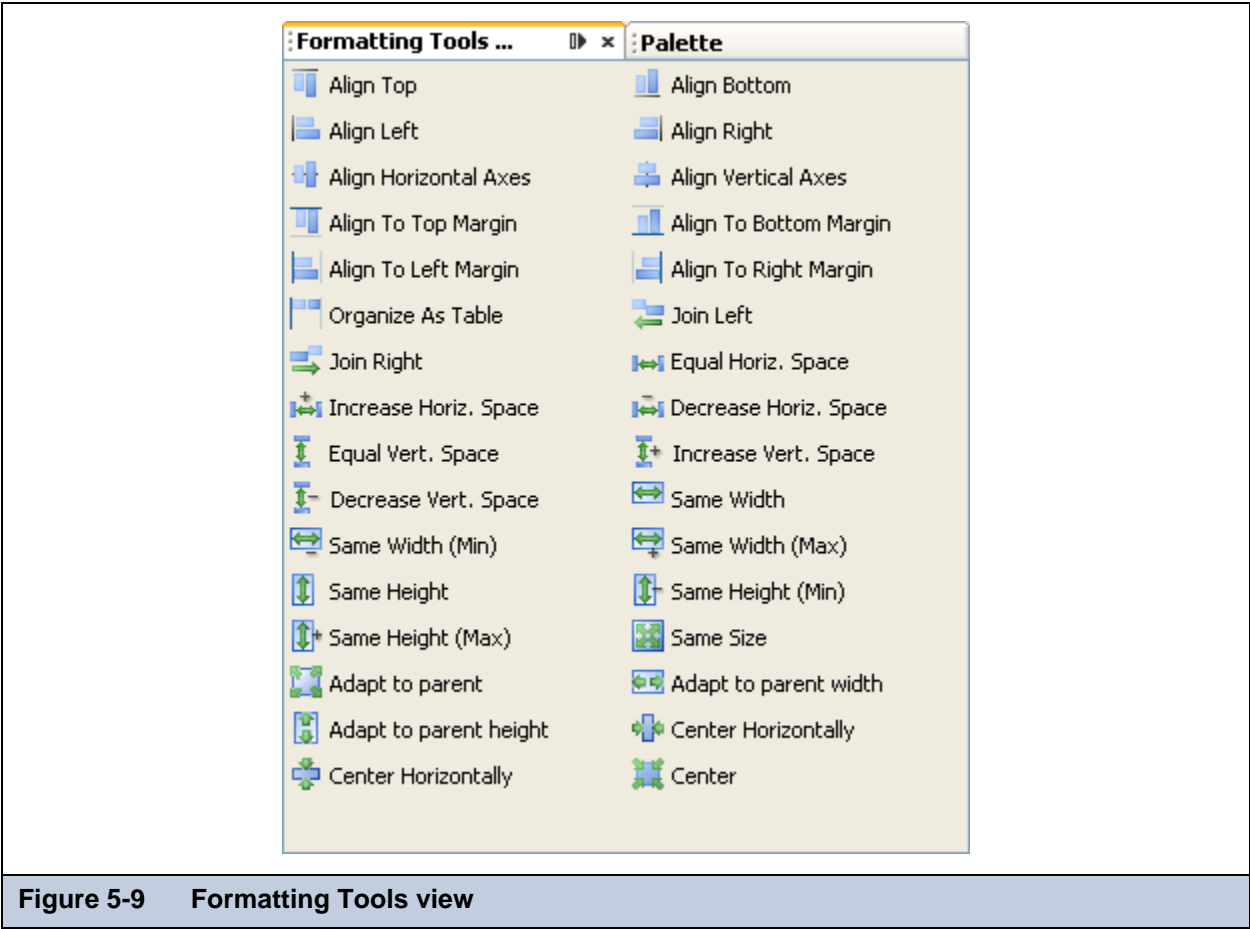 Formatting Tools ... Palette
Align Top Align Bottom
Align Left Align Right
Align Horizontal Axes Align Vertical Axes
Align To Top Margin Align To Bottom Margin
Align To Left Margin Align To Right Margin
Organize As Table Join Left
Join Right Equal Horiz. Space
Increase Horiz. Space Decrease Horiz. Space
Equal Vert. Space Increase Vert. Space
Decrease Vert. Space Same Width
Same Width (Min) Same Width (Max)
Same Height Same Height (Min)
Same Height (Max) Same Size
Adapt to parent Adapt to parent width
Adapt to parent height Center Horizontally
Center Horizontally Center
Figure 5-9 Formatting Tools view